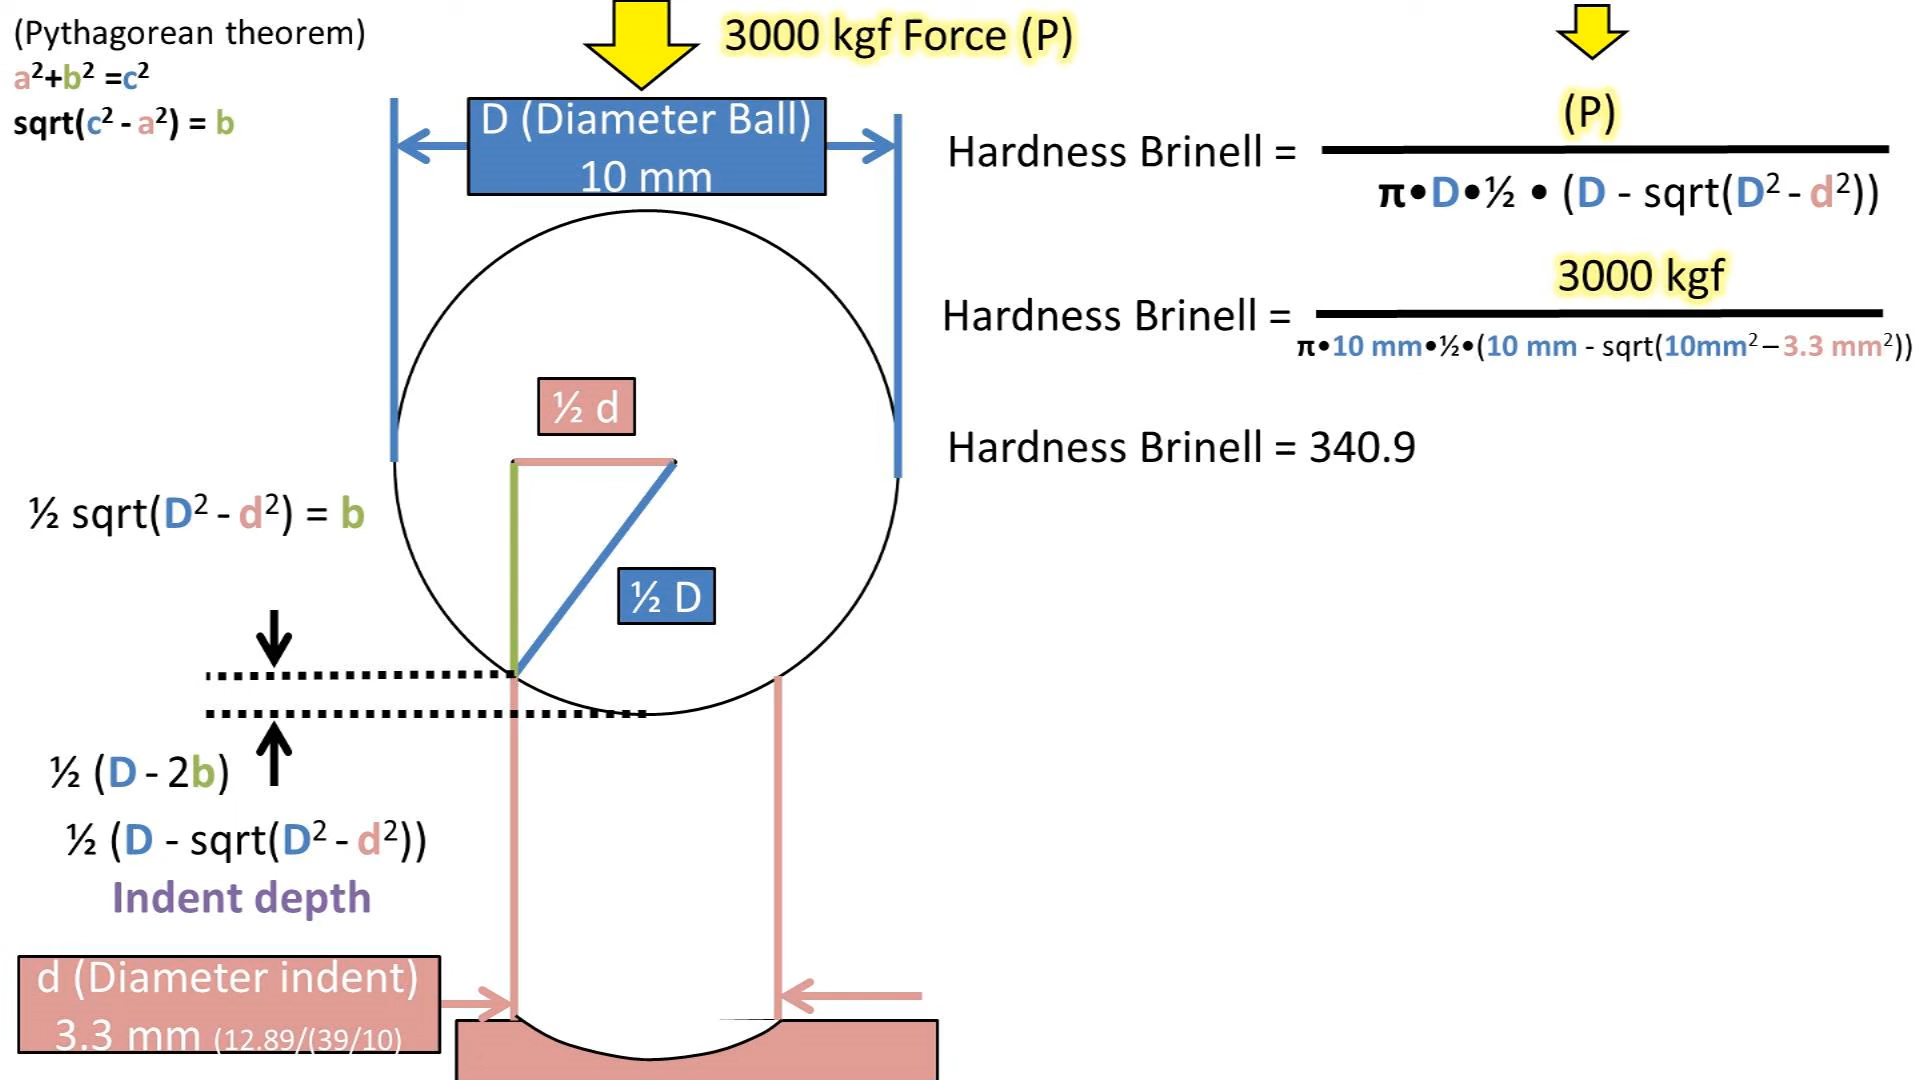 (Pythagorean theorem)
a²+b² =c²
sqrt(c² - a²) = b
3000 kgf Force (P)
D (Diameter Ball)
10 mm
Hardness Brinell =
(P)
π•D•½ • (D - sqrt(D² - d²))
Hardness Brinell =
3000 kgf
π•10 mm•½•(10 mm - sqrt(10mm² – 3.3 mm²))
Hardness Brinell = 340.9
½ d
½ sqrt(D² - d²) = b
½ D
½ (D - 2b)
½ (D - sqrt(D² - d²))
Indent depth
d (Diameter indent)
3.3 mm (12.89/(39/10)